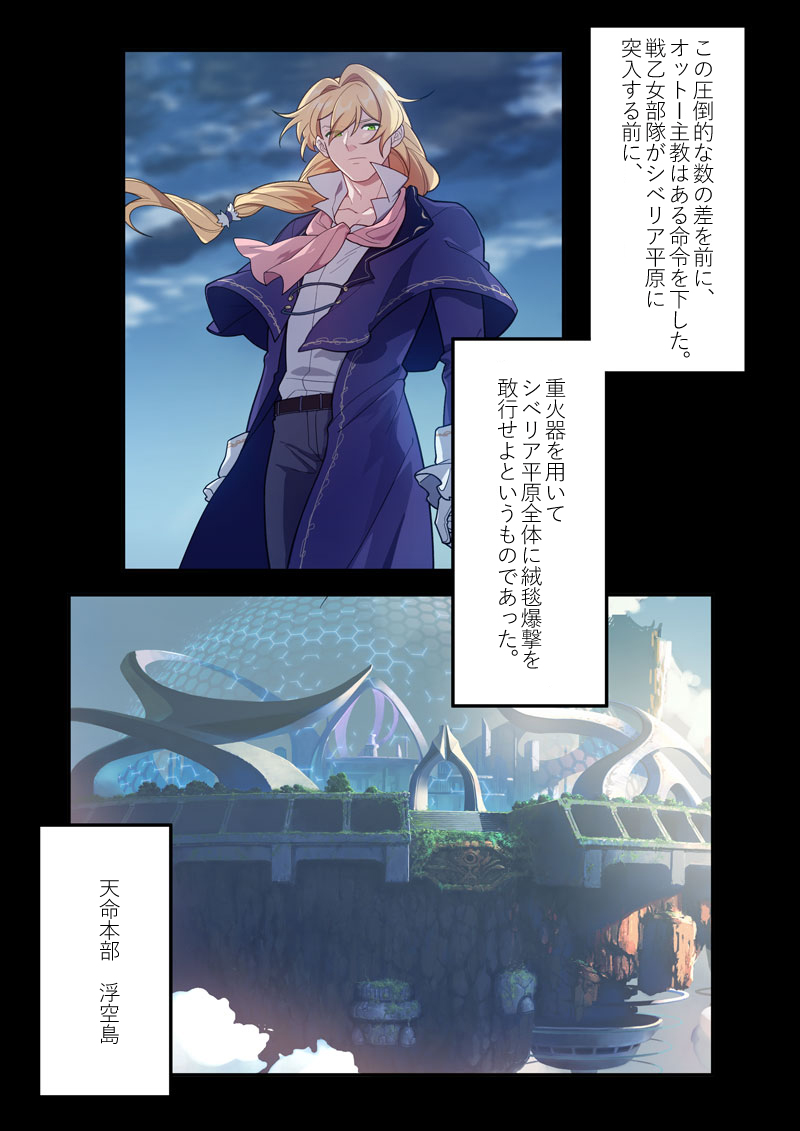 この圧倒的な数の差を前に、
オットー主教はある命令を下した。
戦乙女部隊がシベリア平原に
突入する前に、
重火器を用いて
シベリア平原全体に絨毯爆撃を
敢行せよというものであった。
天命本部　浮空島